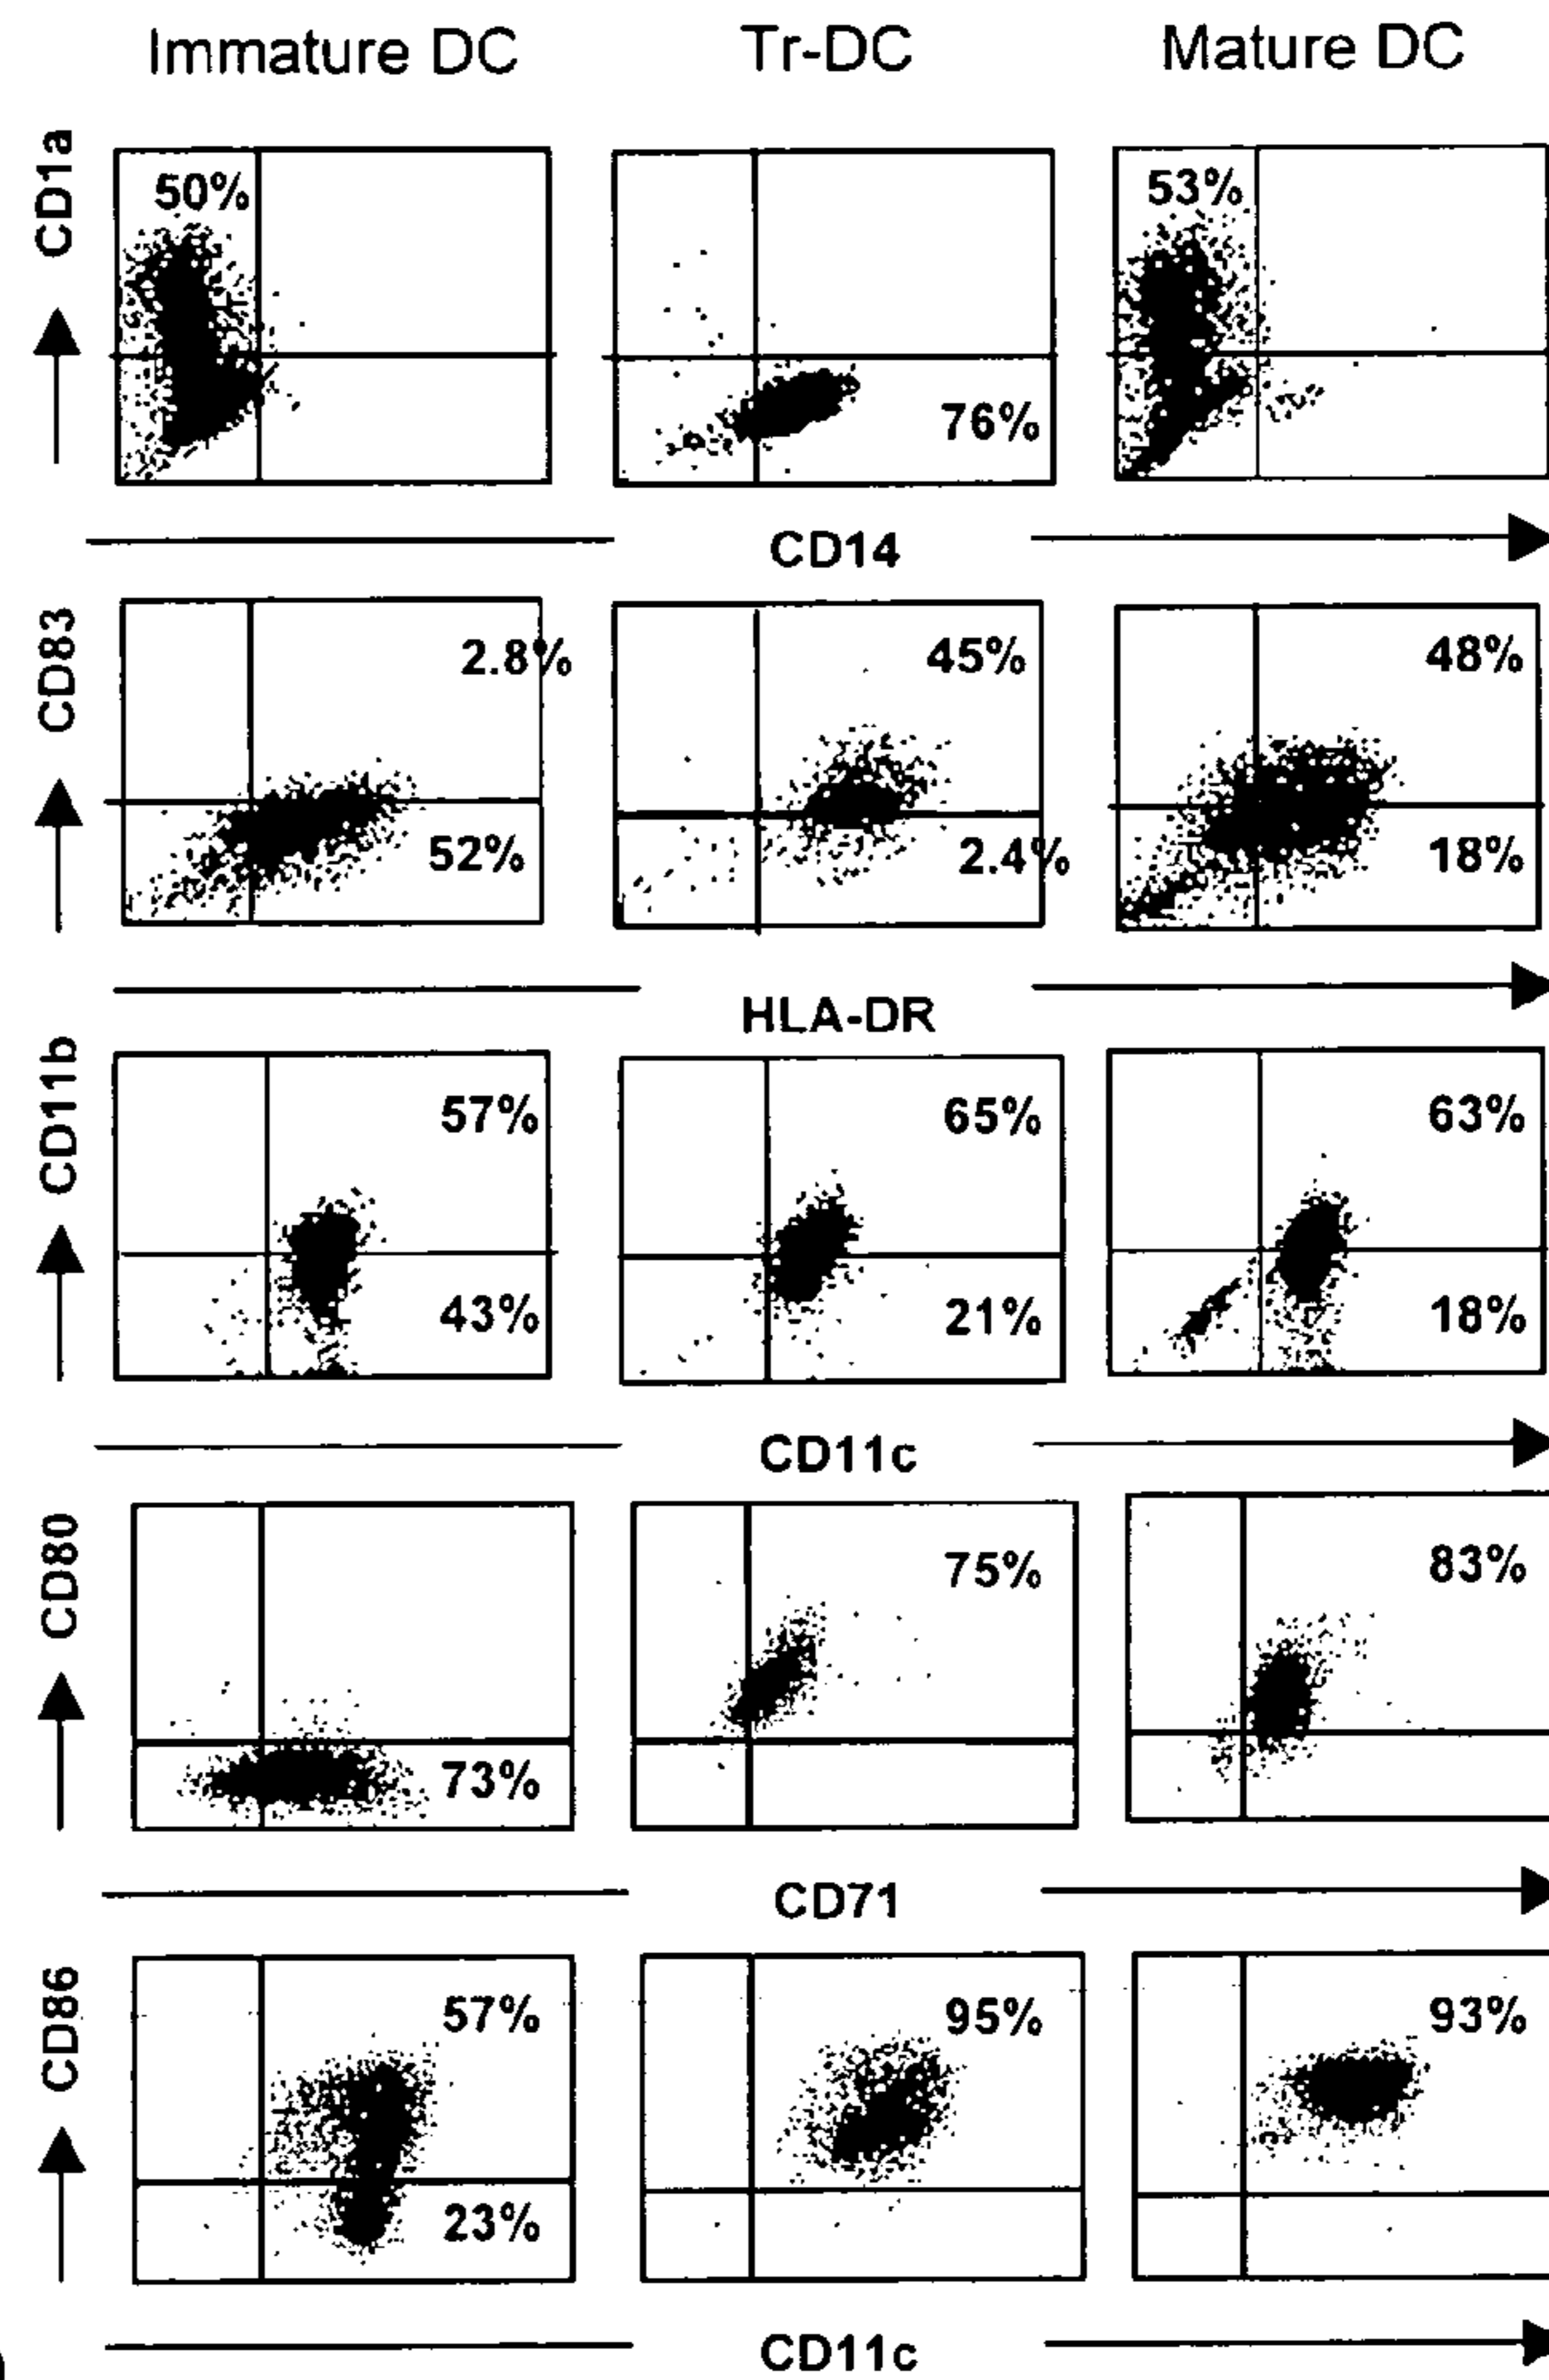 Immature DC Tr-DC Mature DC
CD1a
50% 53%
76%
CD14
CD83
2.8% 45% 48%
52% 2.4% 18%
HLA-DR
CD11b
57% 65% 63%
43% 21% 18%
CD11c
CD80
75% 83%
73%
CD71
CD86
57% 95% 93%
23%
CD11c